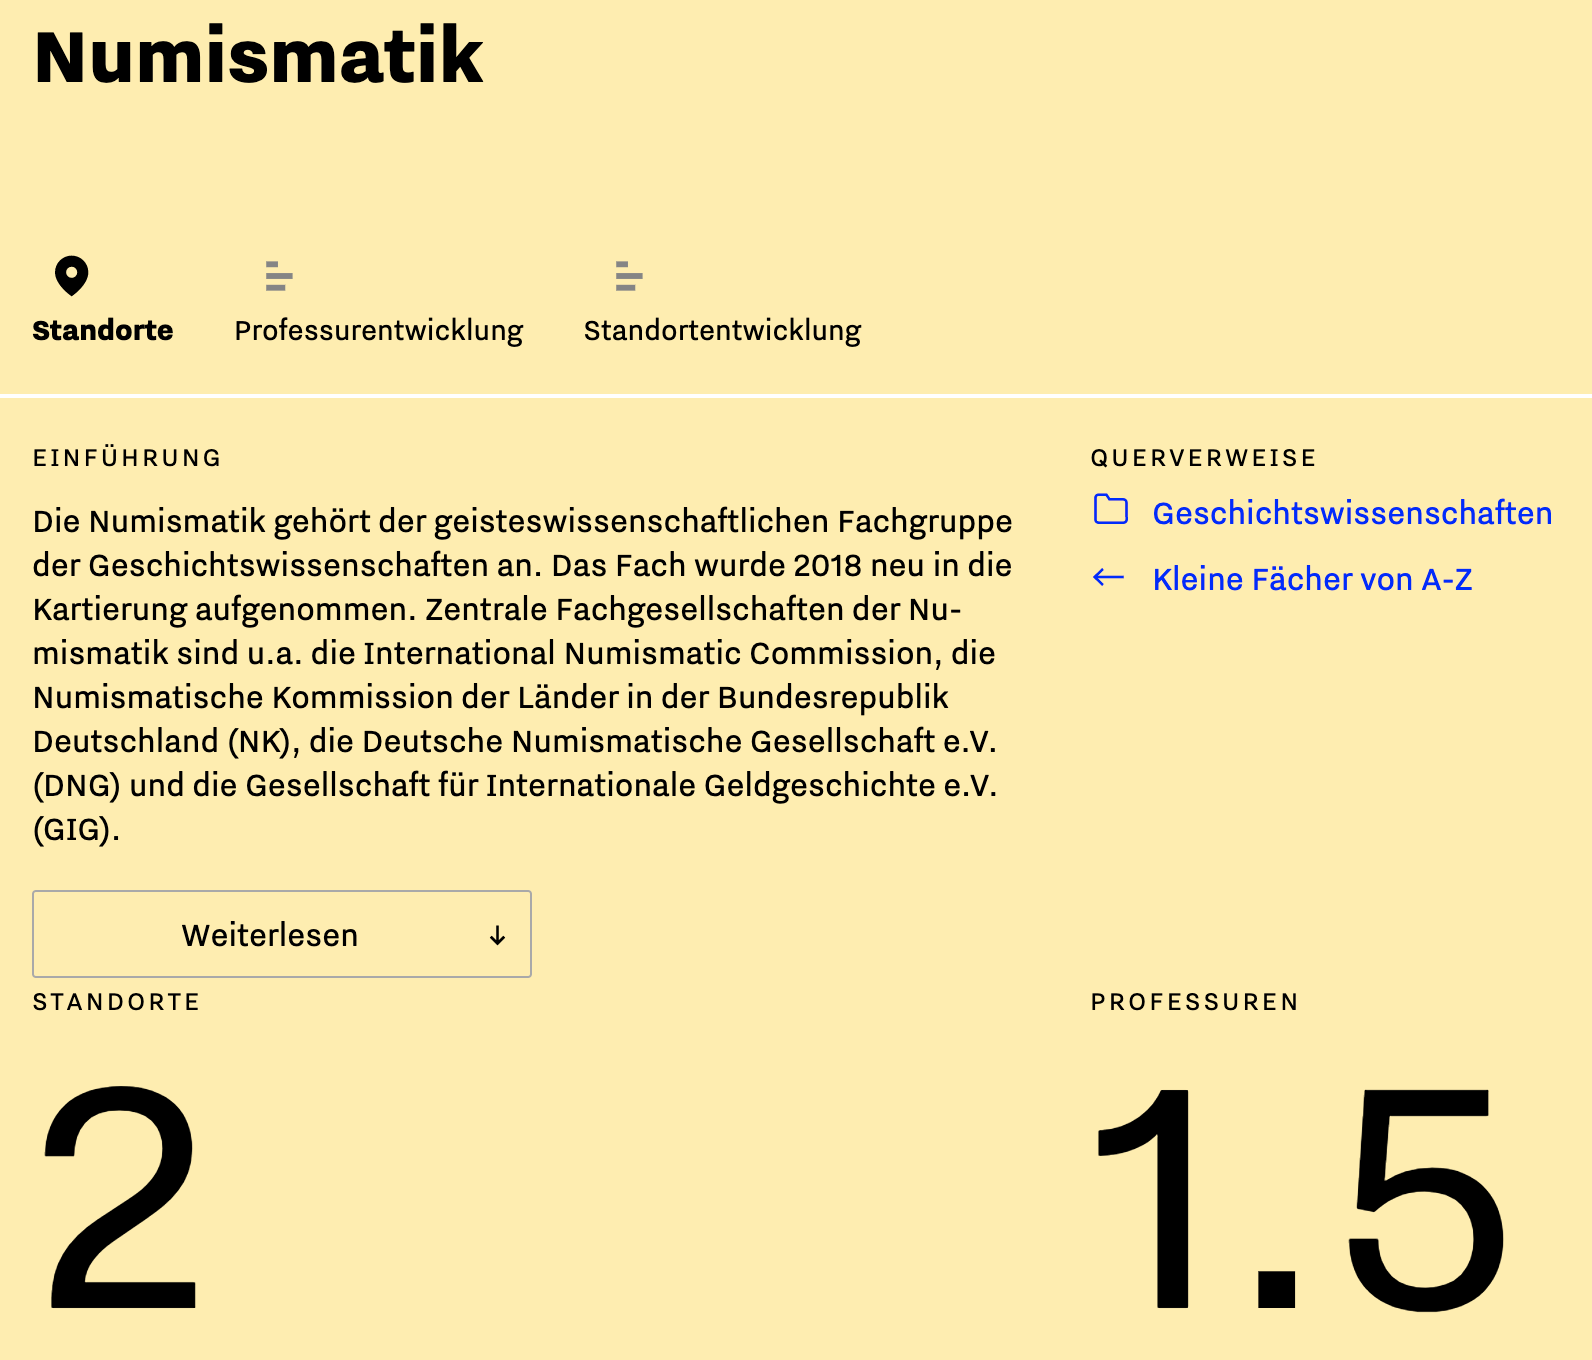 Numismatik
Standorte
Professurentwicklung
Standortentwicklung
EINFÜHRUNG
Die Numismatik gehört der geisteswissenschaftlichen Fachgruppe
der Geschichtswissenschaften an. Das Fach wurde 2018 neu in die
Kartierung aufgenommen. Zentrale Fachgesellschaften der Nu-
mismatik sind u.a. die International Numismatic Commission, die
Numismatische Kommission der Länder in der Bundesrepublik
Deutschland (NK), die Deutsche Numismatische Gesellschaft e.V.
(DNG) und die Gesellschaft für Internationale Geldgeschichte e.V.
(GIG).
Weiterlesen ↓
QUERVERWEISE
Geschichtswissenschaften
← Kleine Fächer von A-Z
STANDORTE
2
PROFESSUREN
1.5